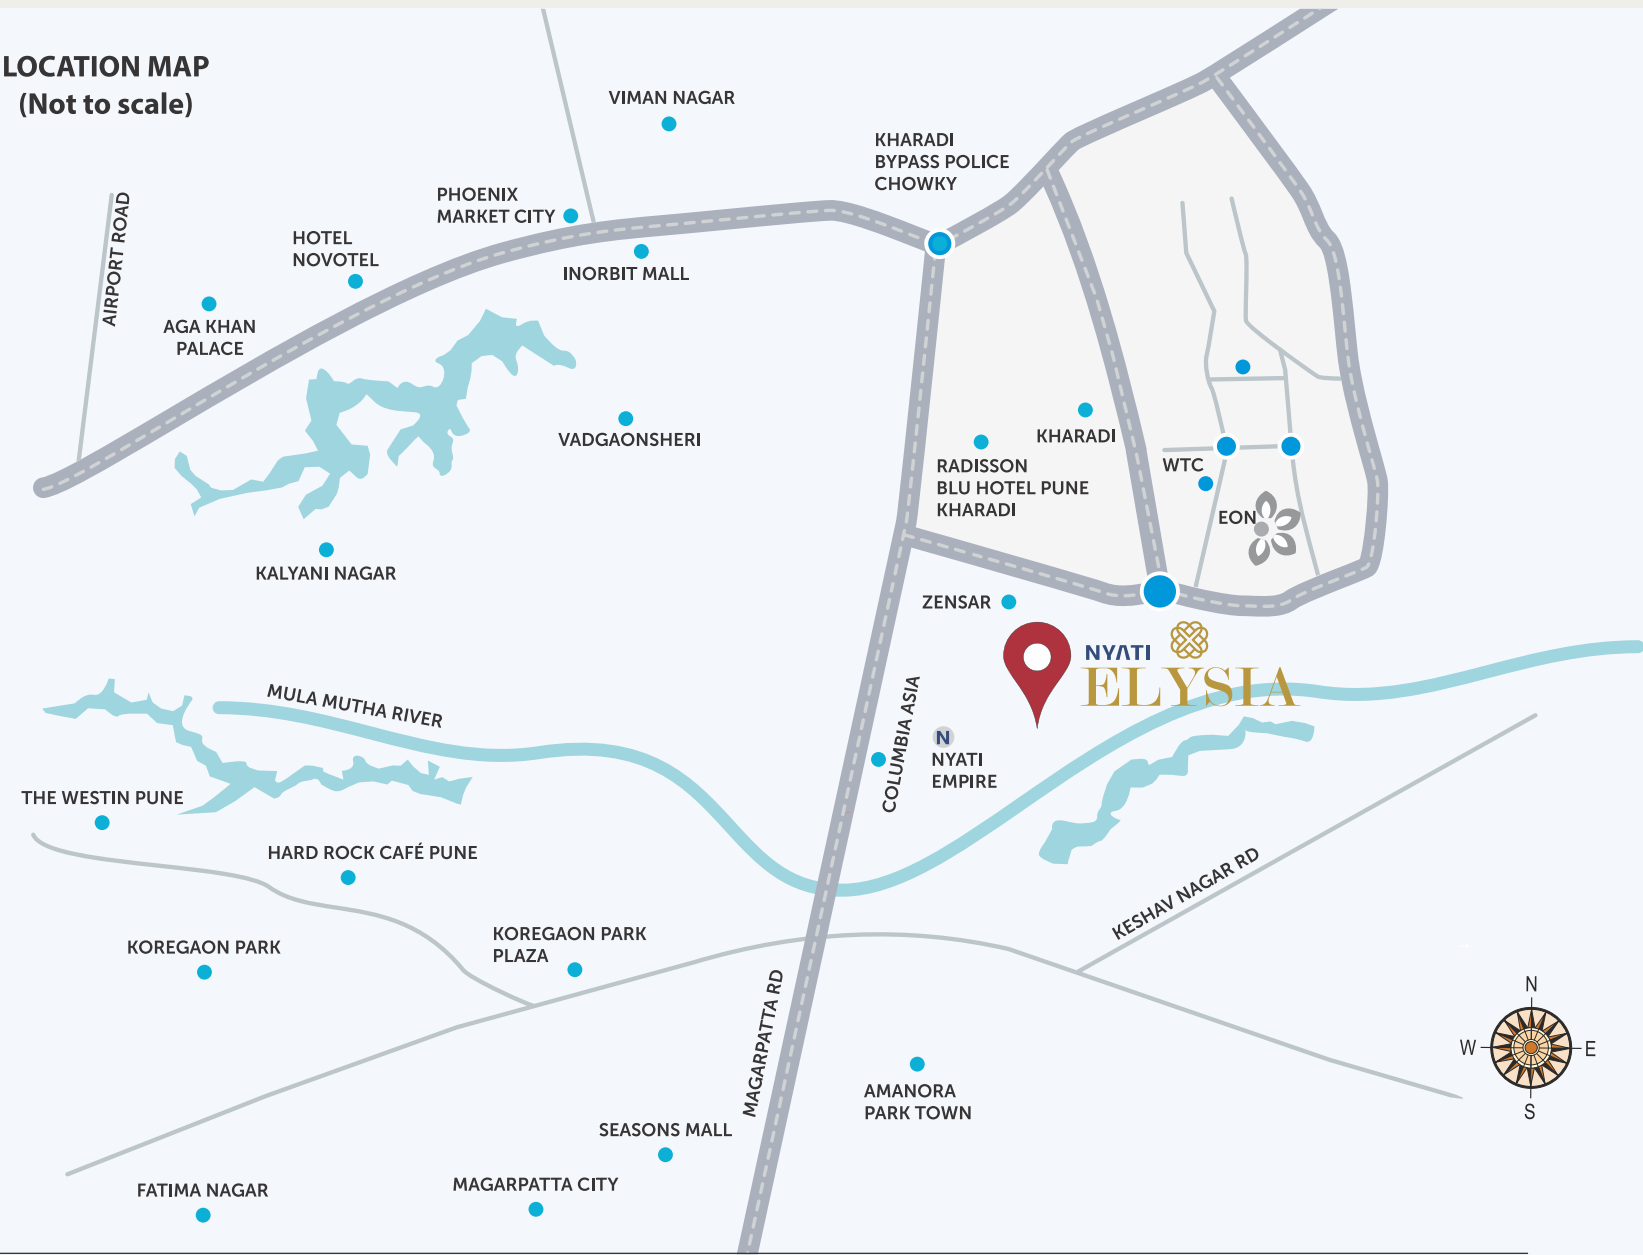 LOCATION MAP
(Not to scale)
VIMAN NAGAR
KHARADI
BYPASS POLICE
CHOWKY
PHOENIX
MARKET CITY
AIRPORT ROAD
HOTEL
NOVOTEL
INORBIT MALL
AGA KHAN
PALACE
VADGAONSHERI
KHARADI
RADISSON
BLU HOTEL PUNE
KHARADI
WTC
EON
KALYANI NAGAR
ZENSAR
NYATI
ELYSIA
MULA MUTHA RIVER
COLUMBIA ASIA
N
NYATI
EMPIRE
THE WESTIN PUNE
HARD ROCK CAFÉ PUNE
KESHAV NAGAR RD
KOREGAON PARK
KOREGAON PARK
PLAZA
MAGARPATTA RD
N
W
E
S
AMANORA
PARK TOWN
SEASONS MALL
FATIMA NAGAR
MAGARPATTA CITY